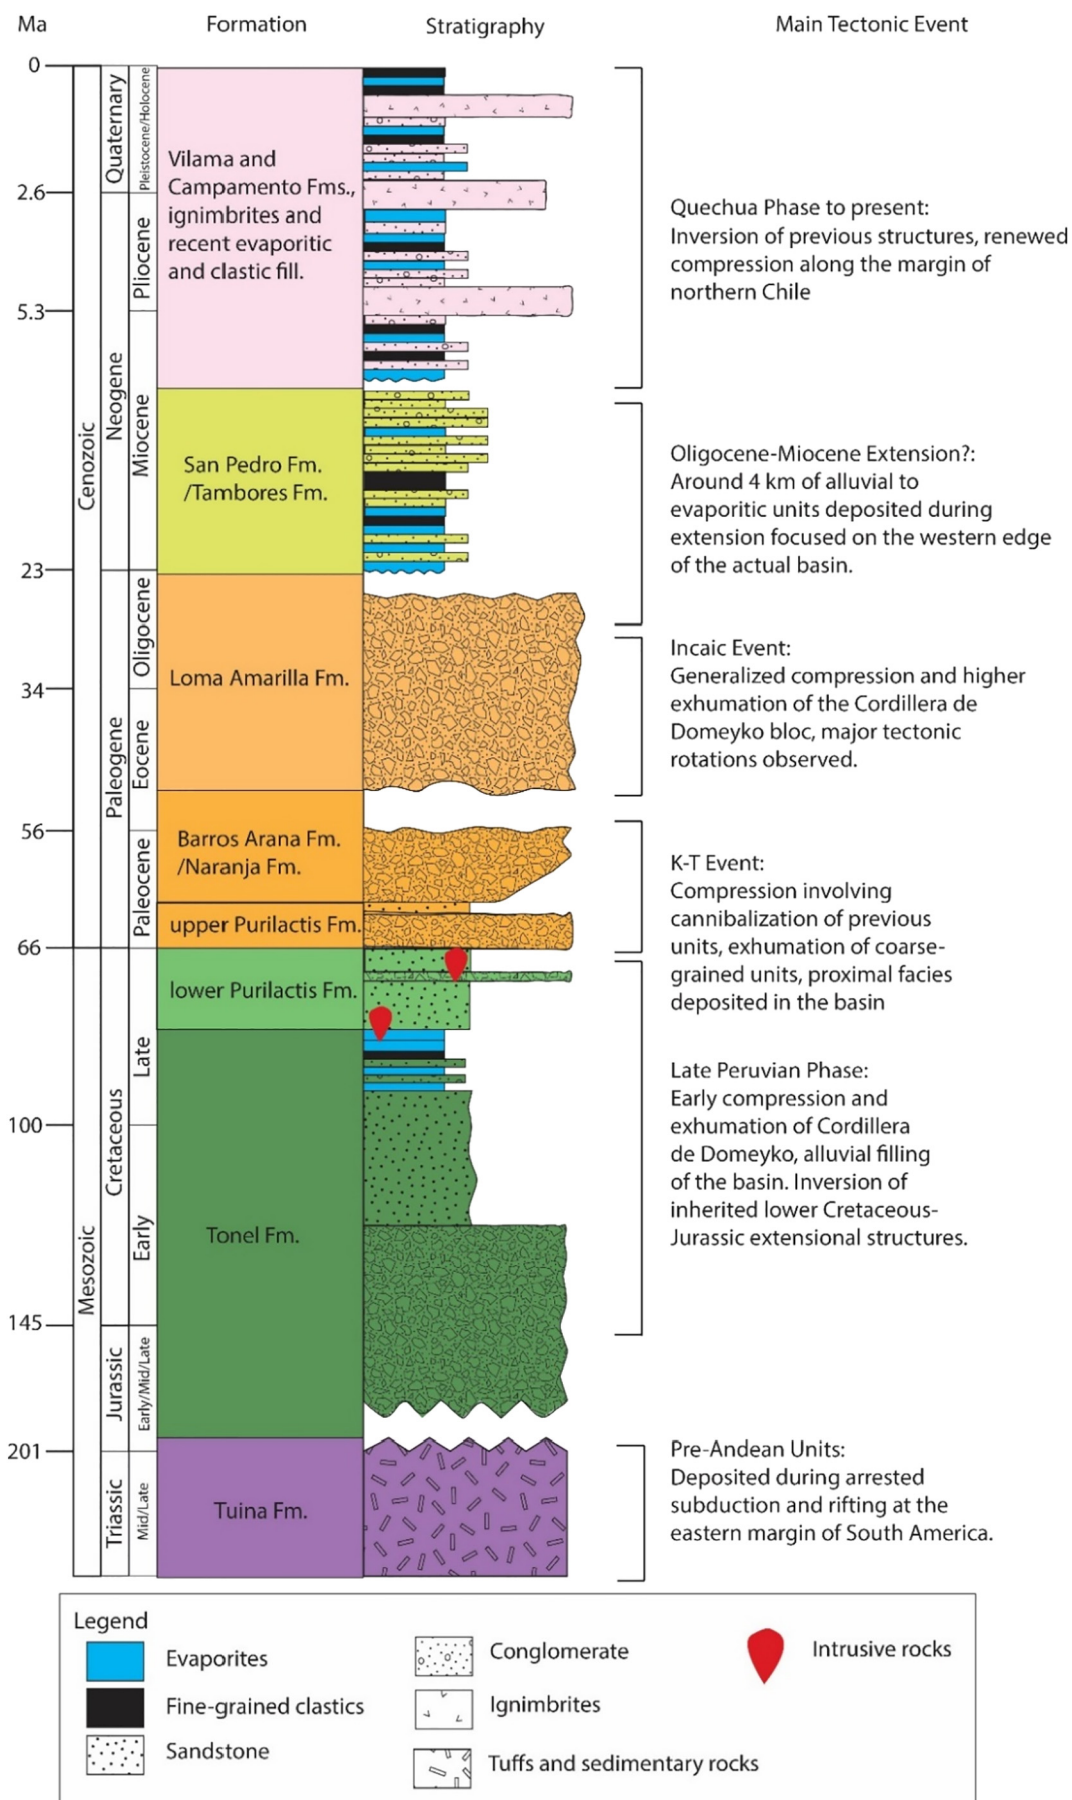 Ma
Formation
Stratigraphy
Main Tectonic Event
0
2.6
5.3
23
34
56
66
100
145
201
Cenozoic
Mesozoic
Quaternary
Neogene
Paleogene
Cretaceous
Jurassic
Triassic
Pleistocene/Holocene
Pliocene
Miocene
Oligocene
Eocene
Paleocene
Late
Early
Early/Mid/Late
Mid/Late
Vilama and
Campamento Fms.,
ignimbrites and
recent evaporitic
and clastic fill.
San Pedro Fm.
/Tambores Fm.
Loma Amarilla Fm.
Barros Arana Fm.
/Naranja Fm.
upper Purilactis Fm.
lower Purilactis Fm.
Tonel Fm.
Tuina Fm.
Quechua Phase to present:
Inversion of previous structures, renewed
compression along the margin of
northern Chile
Oligocene-Miocene Extension?:
Around 4 km of alluvial to
evaporitic units deposited during
extension focused on the western edge
of the actual basin.
Incaic Event:
Generalized compression and higher
exhumation of the Cordillera de
Domeyko bloc, major tectonic
rotations observed.
K-T Event:
Compression involving
cannibalization of previous
units, exhumation of coarse-
grained units, proximal facies
deposited in the basin
Late Peruvian Phase:
Early compression and
exhumation of Cordillera
de Domeyko, alluvial filling
of the basin. Inversion of
inherited lower Cretaceous-
Jurassic extensional structures.
Pre-Andean Units:
Deposited during arrested
subduction and rifting at the
eastern margin of South America.
Legend
Evaporites
Fine-grained clastics
Sandstone
Conglomerate
Ignimbrites
Tuffs and sedimentary rocks
Intrusive rocks